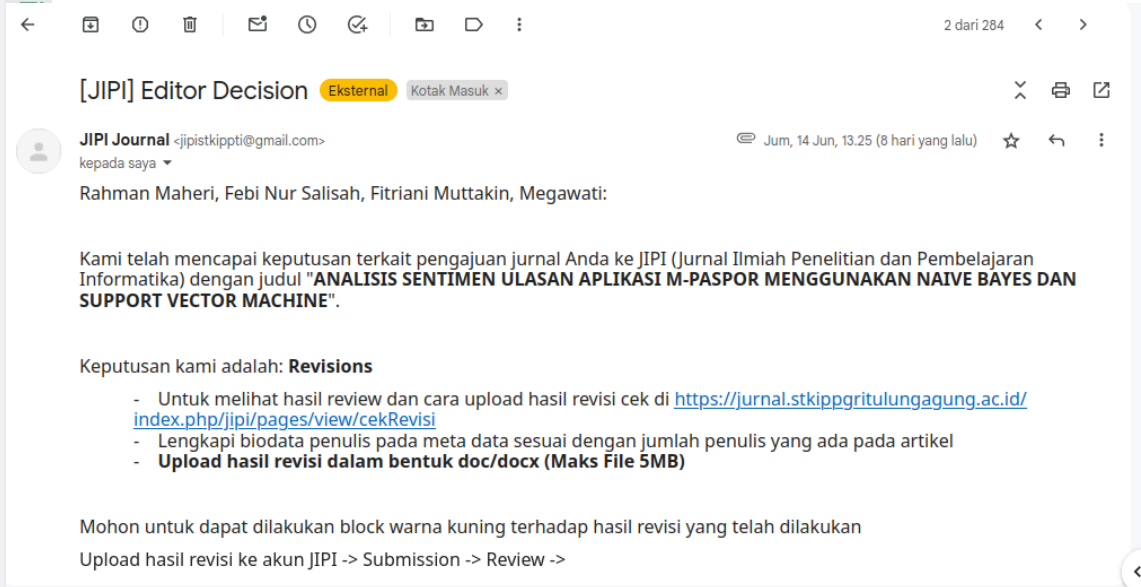 2 dari 284
[JIPI] Editor Decision Eksternal Kotak Masuk ×
JIPI Journal <jipistkippti@gmail.com> Jum, 14 Jun, 13.25 (8 hari yang lalu)
kepada saya
Rahman Maheri, Febi Nur Salisah, Fitriani Muttakin, Megawati:
Kami telah mencapai keputusan terkait pengajuan jurnal Anda ke JIPI (Jurnal Ilmiah Penelitian dan Pembelajaran
Informatika) dengan judul "ANALISIS SENTIMEN ULASAN APLIKASI M-PASPOR MENGGUNAKAN NAIVE BAYES DAN
SUPPORT VECTOR MACHINE".
Keputusan kami adalah: Revisions
- Untuk melihat hasil review dan cara upload hasil revisi cek di https://jurnal.stkippgritulungagung.ac.id/
index.php/jipi/pages/view/cekRevisi
- Lengkapi biodata penulis pada meta data sesuai dengan jumlah penulis yang ada pada artikel
- Upload hasil revisi dalam bentuk doc/docx (Maks File 5MB)
Mohon untuk dapat dilakukan block warna kuning terhadap hasil revisi yang telah dilakukan
Upload hasil revisi ke akun JIPI -> Submission -> Review ->